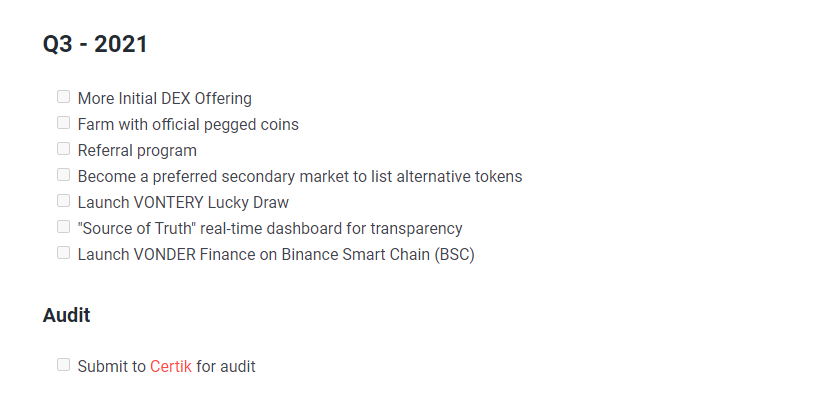 Q3 - 2021
More Initial DEX Offering
Farm with official pegged coins
Referral program
Become a preferred secondary market to list alternative tokens
Launch VONTERY Lucky Draw
"Source of Truth" real-time dashboard for transparency
Launch VONDER Finance on Binance Smart Chain (BSC)
Audit
Submit to Certik for audit